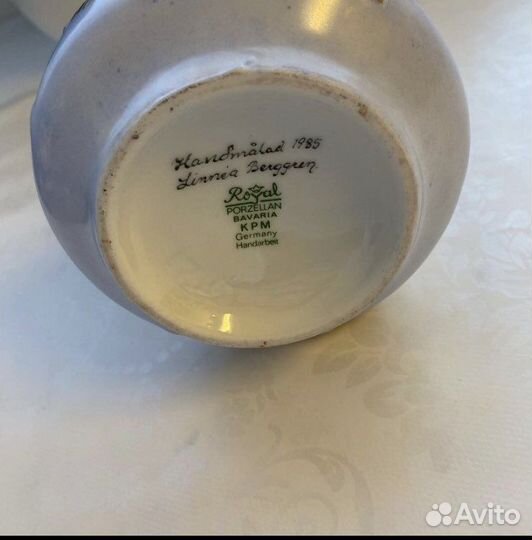 Handmålad 1985
Linnéa Berggren
Royal
PORZELLAN
BAVARIA
KPM
Germany
Handarbeit
Avito